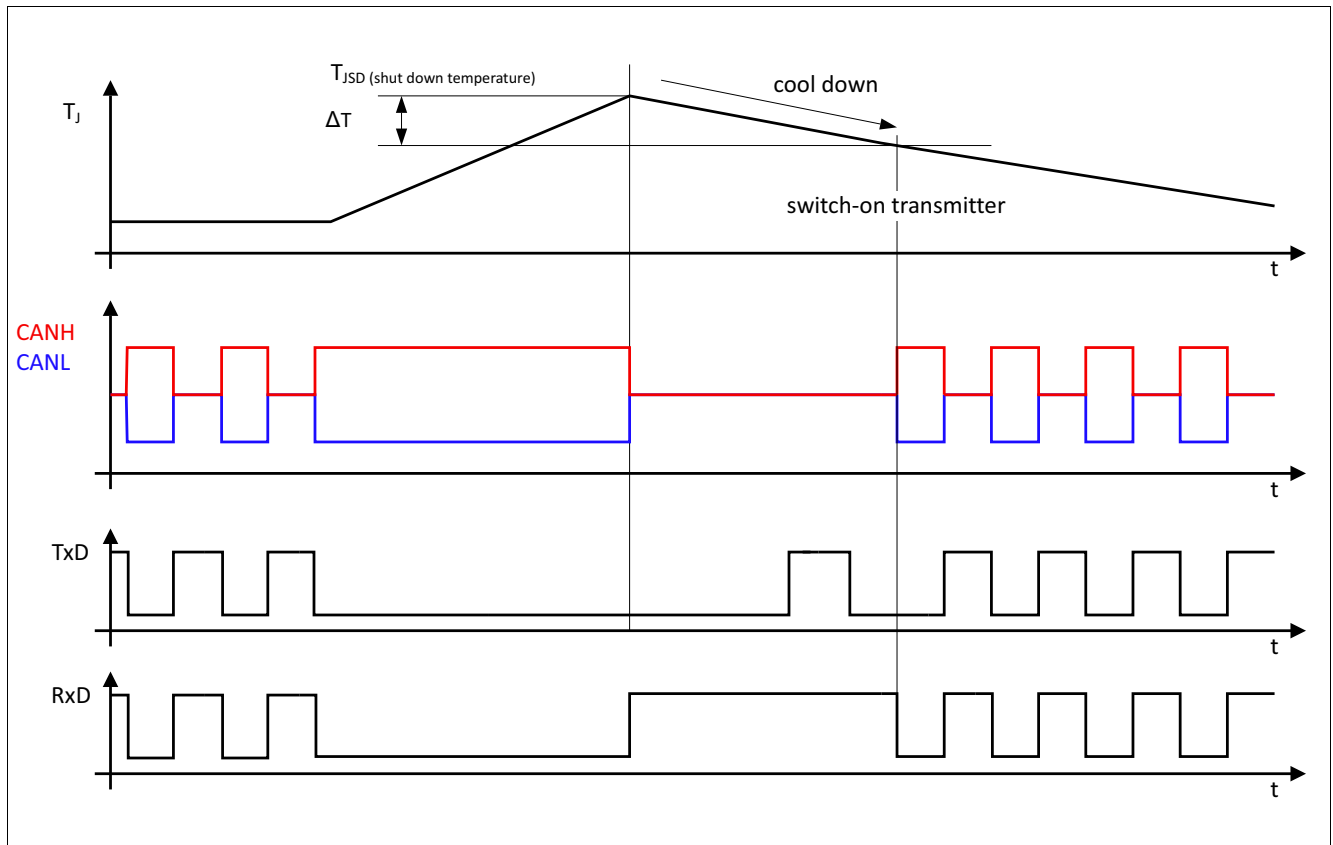 T_JSD (shut down temperature)
cool down
T_J
ΔT
switch-on transmitter
t
CANH
CANL
t
TxD
t
RxD
t